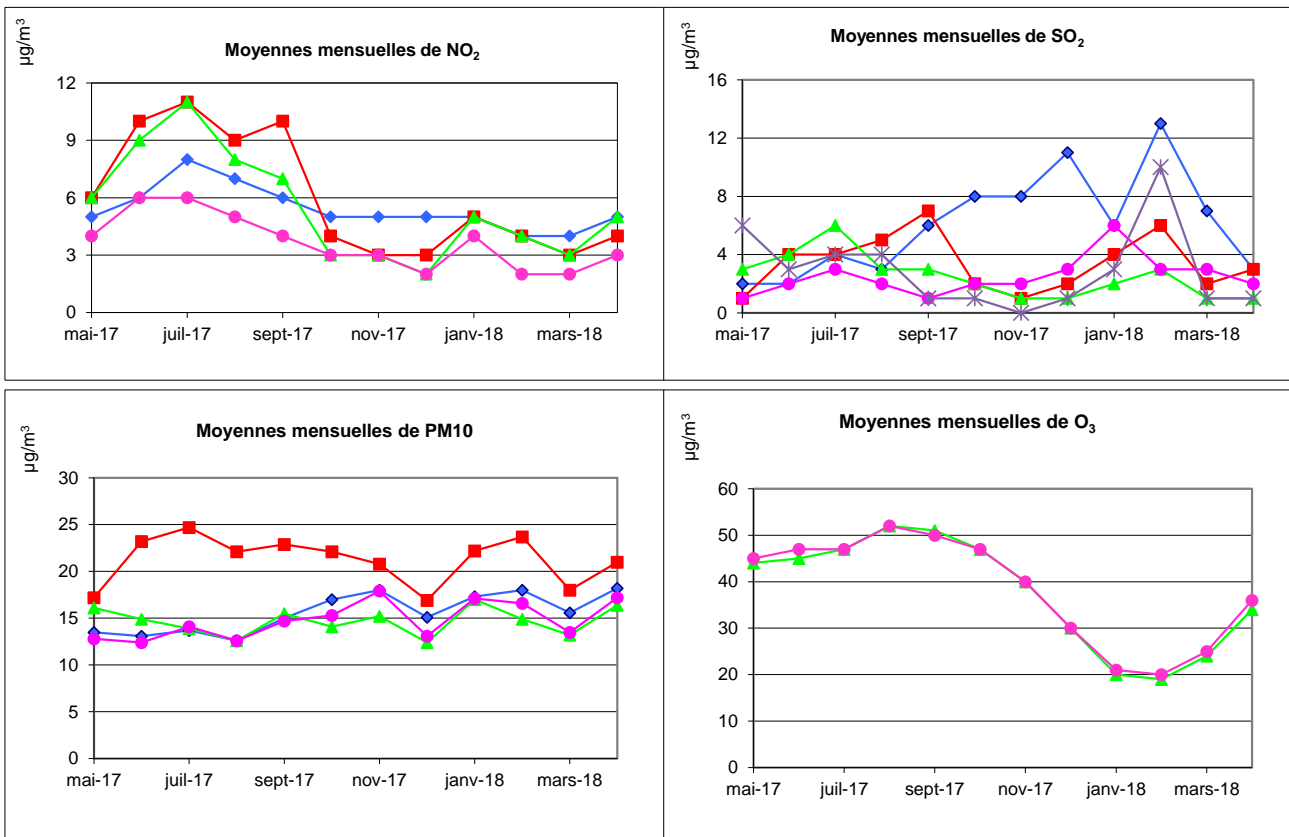 Moyennes mensuelles de NO₂
µg/m³
12
9
6
3
0
mai-17 juil-17 sept-17 nov-17 janv-18 mars-18
Moyennes mensuelles de SO₂
µg/m³
16
12
8
4
0
mai-17 juil-17 sept-17 nov-17 janv-18 mars-18
Moyennes mensuelles de PM10
µg/m³
30
25
20
15
10
5
0
mai-17 juil-17 sept-17 nov-17 janv-18 mars-18
Moyennes mensuelles de O₃
µg/m³
60
50
40
30
20
10
0
mai-17 juil-17 sept-17 nov-17 janv-18 mars-18